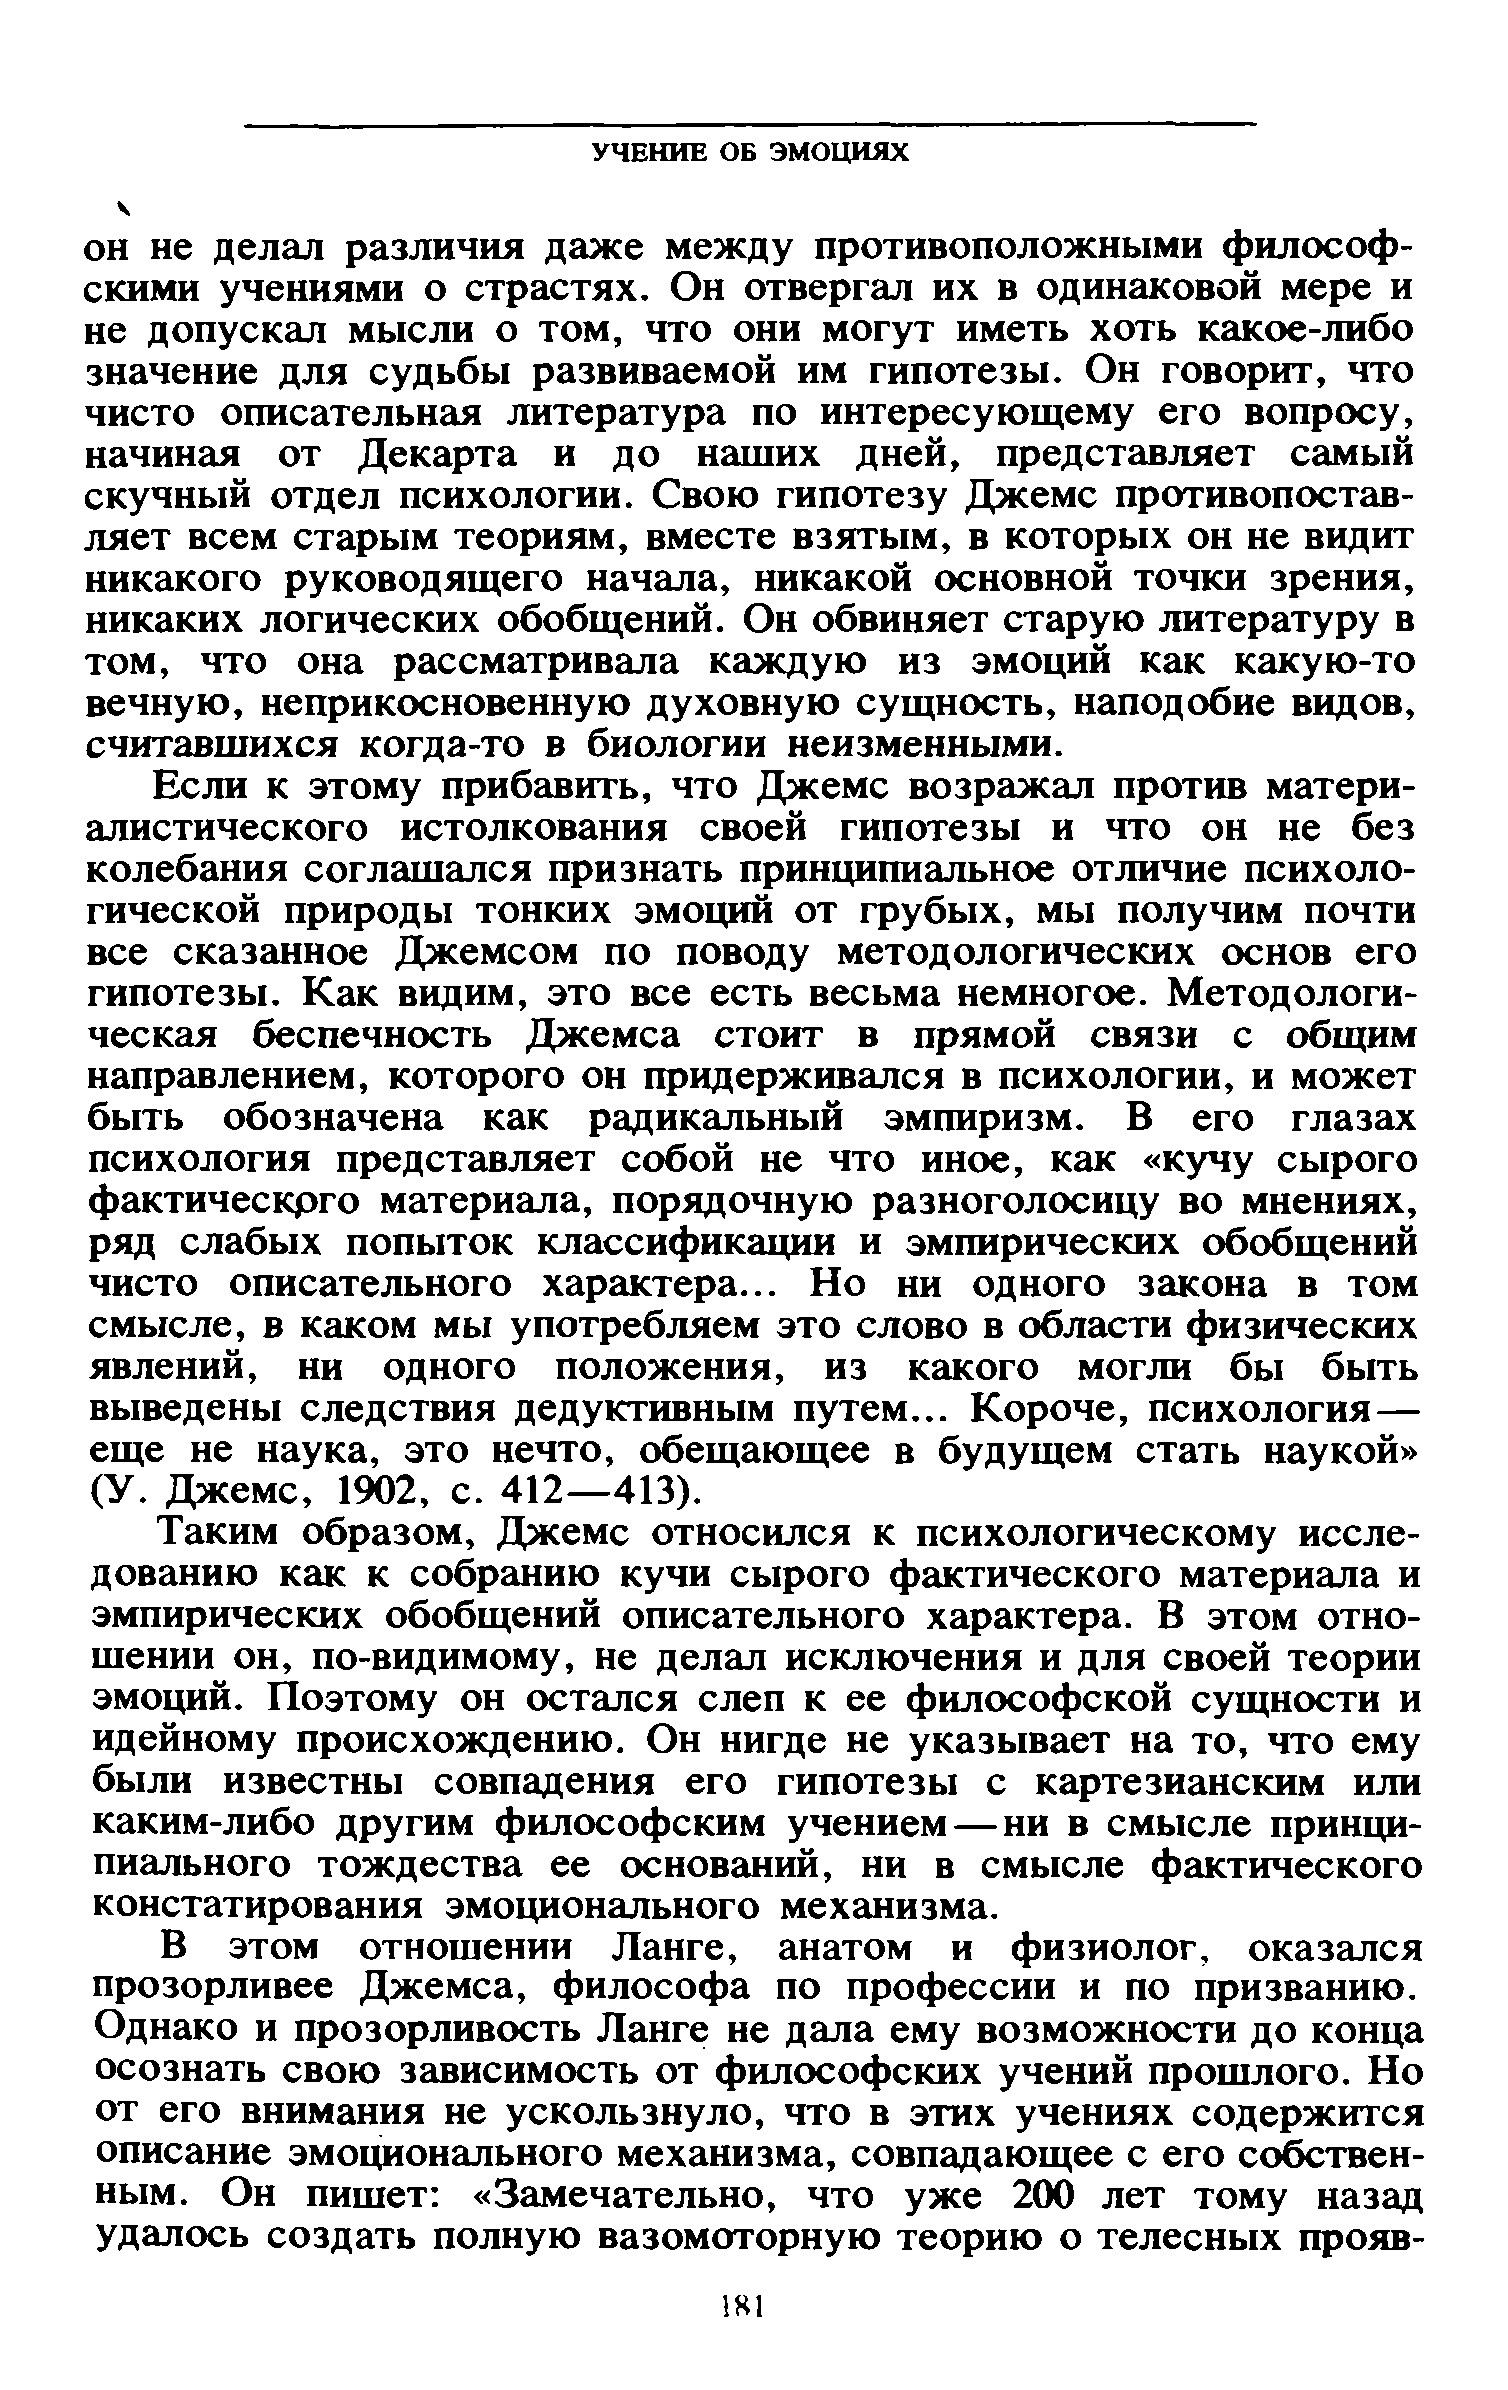 УЧЕНИЕ ОБ ЭМОЦИЯХ
он не делал различия даже между противоположными философ-
скими учениями о страстях. Он отвергал их в одинаковой мере и
не допускал мысли о том, что они могут иметь хоть какое-либо
значение для судьбы развиваемой им гипотезы. Он говорит, что
чисто описательная литература по интересующему его вопросу,
начиная от Декарта и до наших дней, представляет самый
скучный отдел психологии. Свою гипотезу Джемс противопостав-
ляет всем старым теориям, вместе взятым, в которых он не видит
никакого руководящего начала, никакой основной точки зрения,
никаких логических обобщений. Он обвиняет старую литературу в
том, что она рассматривала каждую из эмоций как какую-то
вечную, неприкосновенную духовную сущность, наподобие видов,
считавшихся когда-то в биологии неизменными.
Если к этому прибавить, что Джемс возражал против матери-
алистического истолкования своей гипотезы и что он не без
колебания соглашался признать принципиальное отличие психоло-
гической природы тонких эмоций от грубых, мы получим почти
все сказанное Джемсом по поводу методологических основ его
гипотезы. Как видим, это все есть весьма немногое. Методологи-
ческая беспечность Джемса стоит в прямой связи с общим
направлением, которого он придерживался в психологии, и может
быть обозначена как радикальный эмпиризм. В его глазах
психология представляет собой не что иное, как «кучу сырого
фактического материала, порядочную разноголосицу во мнениях,
ряд слабых попыток классификации и эмпирических обобщений
чисто описательного характера... Но ни одного закона в том
смысле, в каком мы употребляем это слово в области физических
явлений, ни одного положения, из какого могли бы быть
выведены следствия дедуктивным путем... Короче, психология—
еще не наука, это нечто, обещающее в будущем стать наукой»
(У. Джемс, 1902, с. 412—413).
Таким образом, Джемс относился к психологическому иссле-
дованию как к собранию кучи сырого фактического материала и
эмпирических обобщений описательного характера. В этом отно-
шении он, по-видимому, не делал исключения и для своей теории
эмоций. Поэтому он остался слеп к ее философской сущности и
идейному происхождению. Он нигде не указывает на то, что ему
были известны совпадения его гипотезы с картезианским или
каким-либо другим философским учением—ни в смысле принци-
пиального тождества ее оснований, ни в смысле фактического
констатирования эмоционального механизма.
В этом отношении Ланге, анатом и физиолог, оказался
прозорливее Джемса, философа по профессии и по призванию.
Однако и прозорливость Ланге не дала ему возможности до конца
осознать свою зависимость от философских учений прошлого. Но
от его внимания не ускользнуло, что в этих учениях содержится
описание эмоционального механизма, совпадающее с его собствен-
ным. Он пишет: «Замечательно, что уже 200 лет тому назад
удалось создать полную вазомоторную теорию о телесных прояв-
181